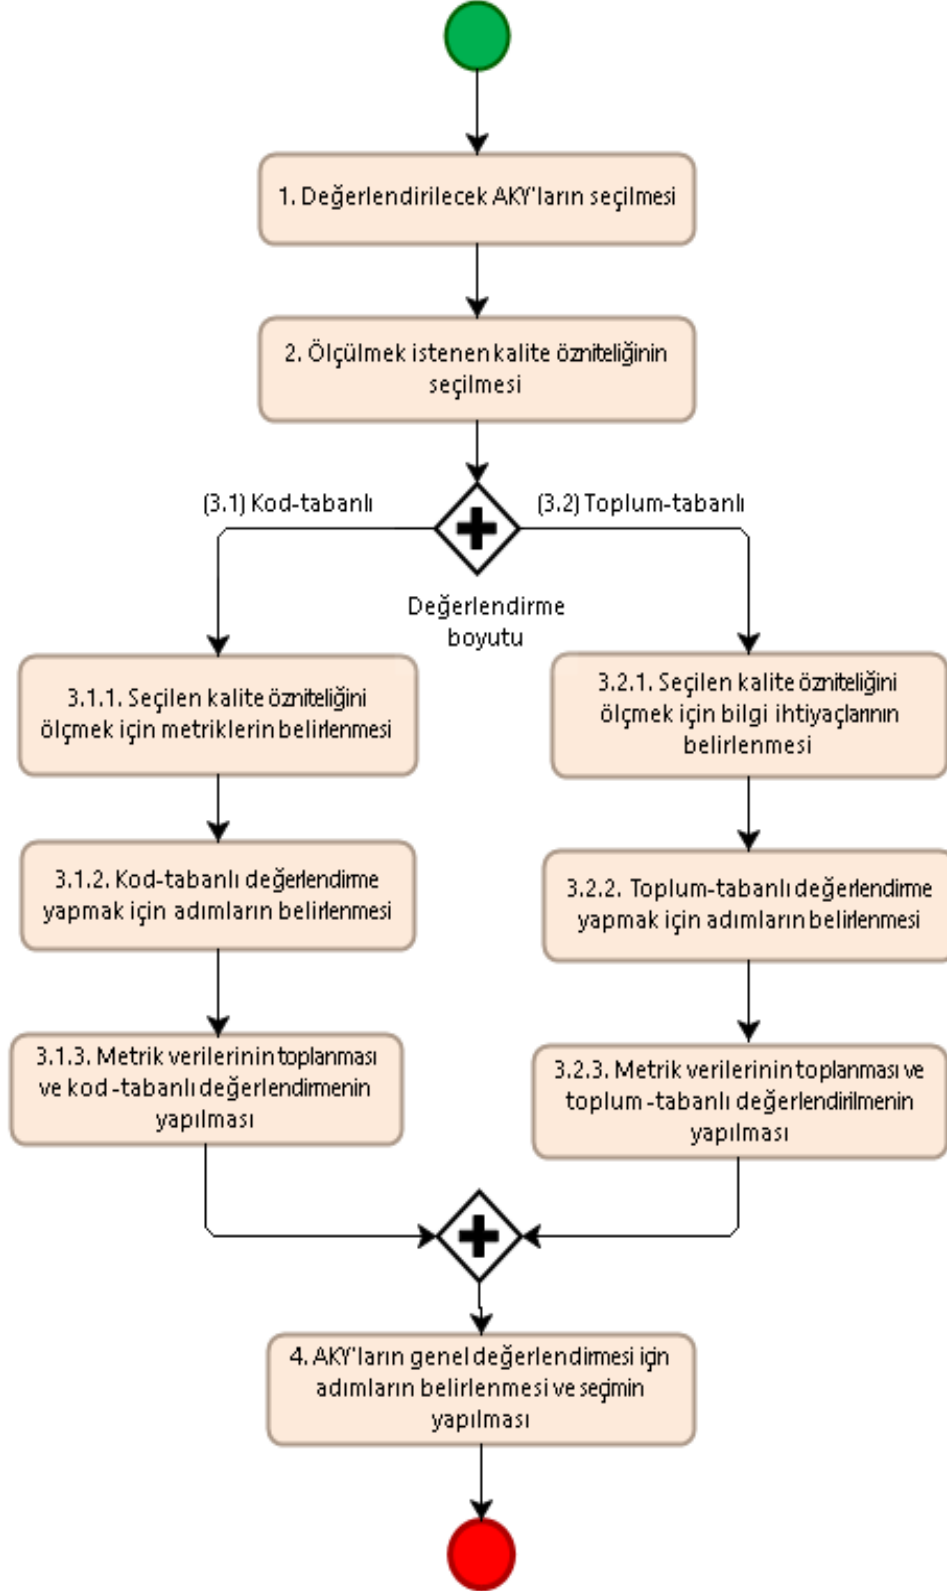 1. Değerlendirilecek AKY'ların seçilmesi
2. Ölçülmek istenen kalite özniteliğinin
seçilmesi
(3.1) Kod-tabanlı
(3.2) Toplum-tabanlı
Değerlendirme
boyutu
3.1.1. Seçilen kalite özniteliğini
ölçmek için metriklerin belirlenmesi
3.2.1. Seçilen kalite özniteliğini
ölçmek için bilgi ihtiyaçlarının
belirlenmesi
3.1.2. Kod-tabanlı değerlendirme
yapmak için adımların belirlenmesi
3.2.2. Toplum-tabanlı değerlendirme
yapmak için adımların belirlenmesi
3.1.3. Metrik verilerinin toplanması
ve kod -tabanlı değerlendirmenin
yapılması
3.2.3. Metrik verilerinin toplanması ve
toplum -tabanlı değerlendirilmenin
yapılması
4. AKY'ların genel değerlendirmesi için
adımların belirlenmesi ve seçimin
yapılması